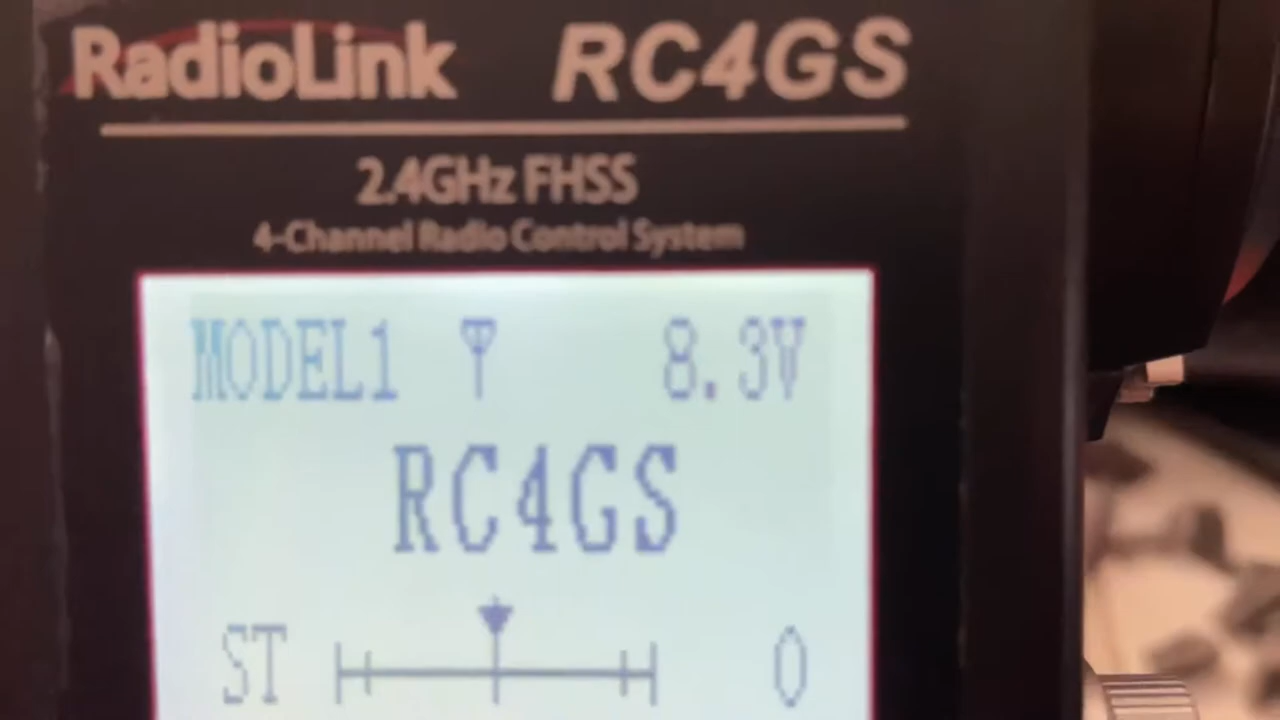 RadioLink RC4GS
2.4GHz FHSS
4-Channel Radio Control System
MODEL1 8.3V
RC4GS
ST 0